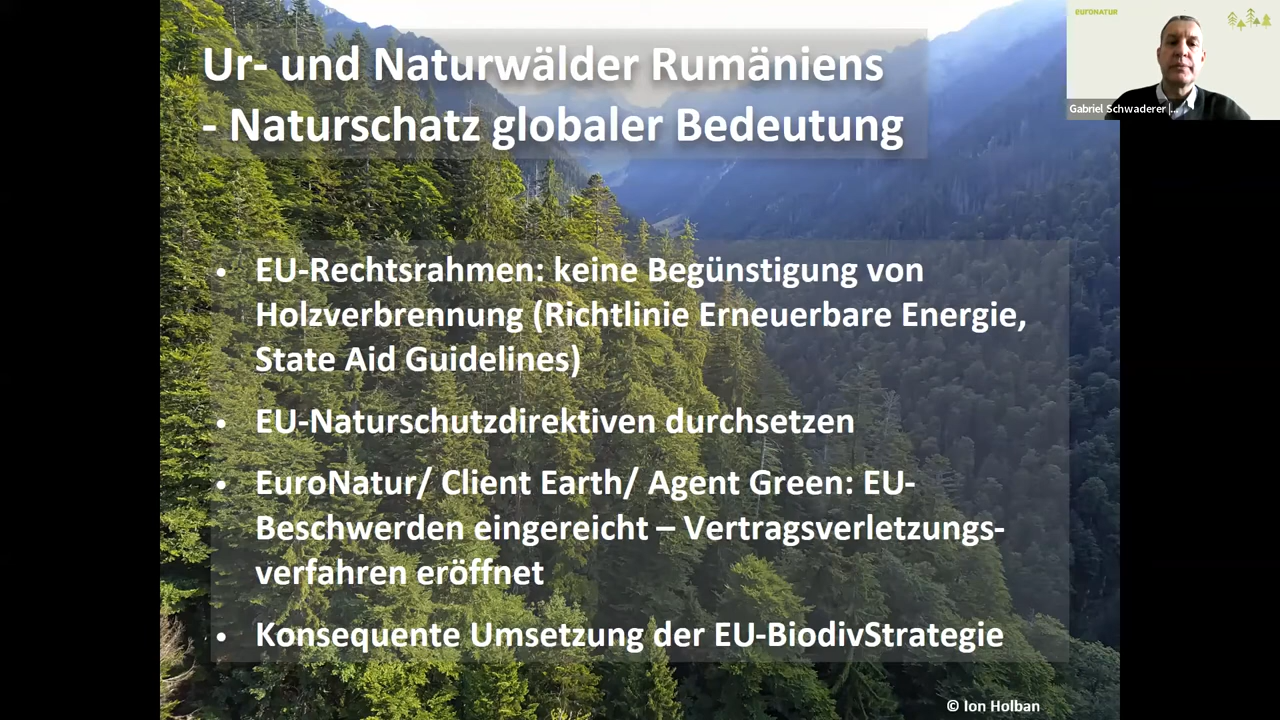 Ur- und Naturwälder Rumäniens
- Naturschatz globaler Bedeutung
euronatur
Gabriel Schwaderer |...
• EU-Rechtsrahmen: keine Begünstigung von
Holzverbrennung (Richtlinie Erneuerbare Energie,
State Aid Guidelines)
• EU-Naturschutzdirektiven durchsetzen
• EuroNatur/ Client Earth/ Agent Green: EU-
Beschwerden eingereicht – Vertragsverletzungs-
verfahren eröffnet
• Konsequente Umsetzung der EU-BiodivStrategie
© Ion Holban